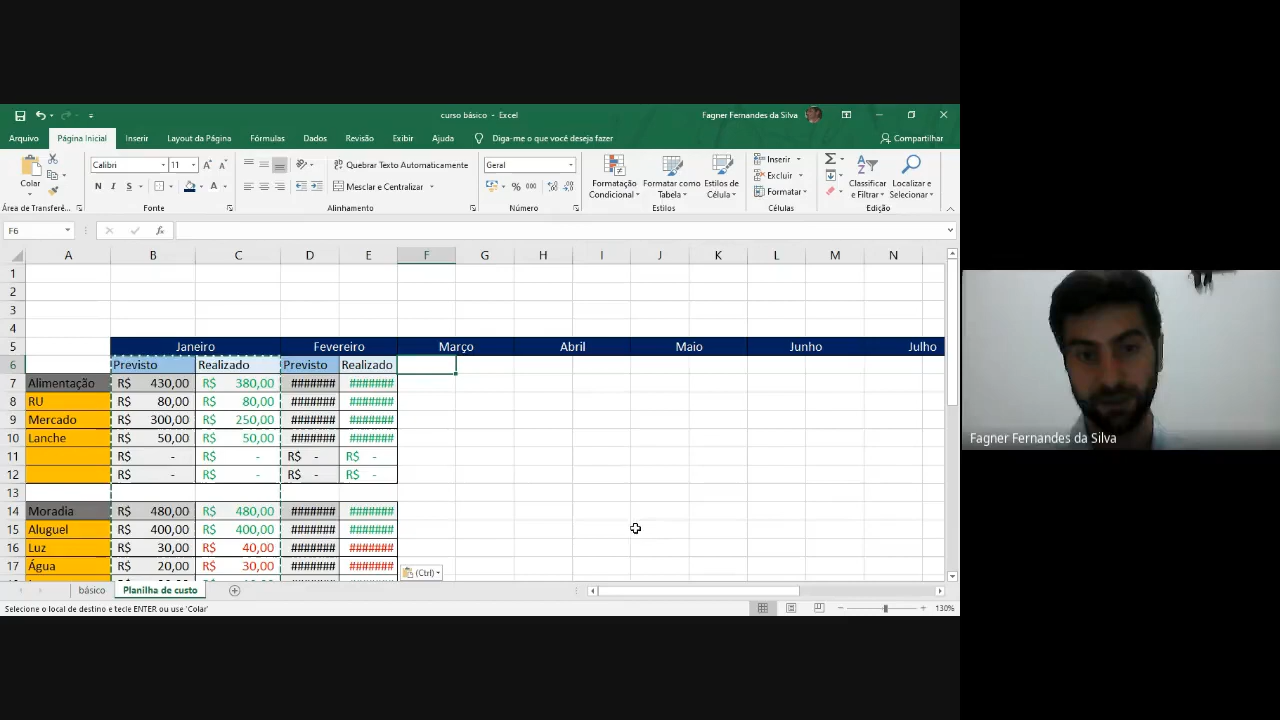 curso básico - Excel
Fagner Fernandes da Silva
Arquivo Página Inicial Inserir Layout da Página Fórmulas Dados Revisão Exibir Ajuda Diga-me o que você deseja fazer Compartilhar
Colar
Calibri 11
N I S
Quebrar Texto Automaticamente
Mesclar e Centralizar
Geral
% 000
Formatação Condicional
Formatar como Tabela
Estilos de Célula
Inserir
Excluir
Formatar
Classificar e Filtrar
Localizar e Selecionar
Área de Transferê... Fonte Alinhamento Número Estilos Células Edição
F6 fx
A B C D E F G H I J K L M N
1
2
3
4
5 Janeiro Fevereiro Março Abril Maio Junho Julho
6 Previsto Realizado Previsto Realizado
7 Alimentação R$ 430,00 R$ 380,00 ####### #######
8 RU R$ 80,00 R$ 80,00 ####### #######
9 Mercado R$ 300,00 R$ 250,00 ####### #######
10 Lanche R$ 50,00 R$ 50,00 ####### #######
11 R$ - R$ - R$ - R$ -
12 R$ - R$ - R$ - R$ -
13
14 Moradia R$ 480,00 R$ 480,00 ####### #######
15 Aluguel R$ 400,00 R$ 400,00 ####### #######
16 Luz R$ 30,00 R$ 40,00 ####### #######
17 Água R$ 20,00 R$ 30,00 ####### #######
(Ctrl)
básico Planilha de custo
Selecione o local de destino e tecle ENTER ou use 'Colar'
130%
Fagner Fernandes da Silva